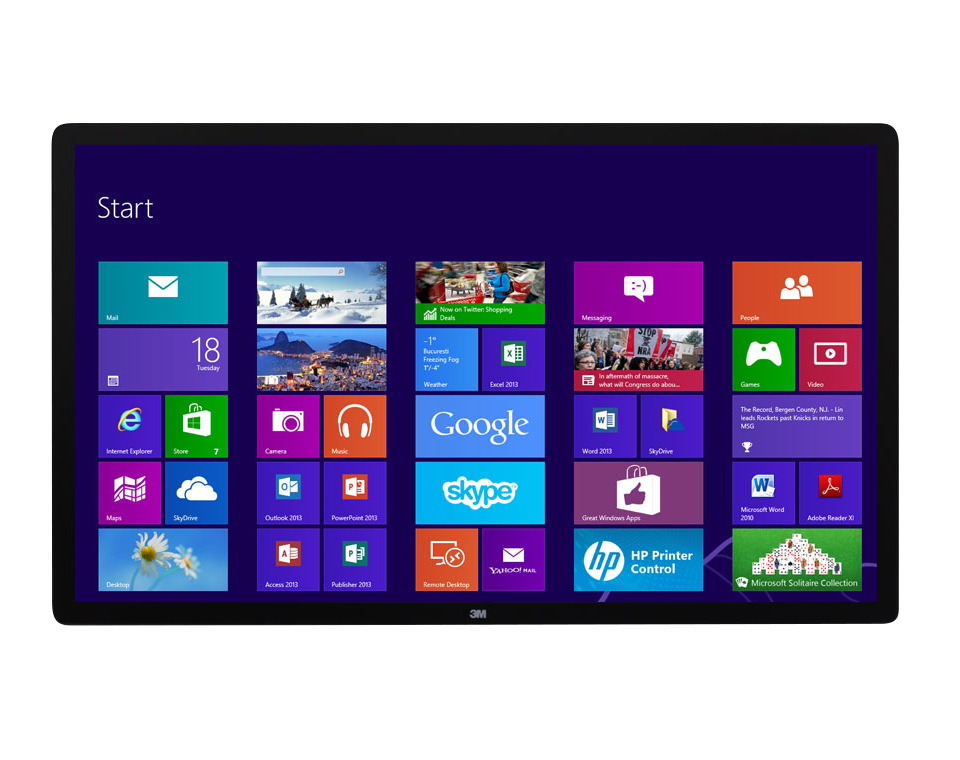 Start
Mail
18
Tuesday
Internet Explorer
Store
7
Maps
SkyDrive
Desktop
Camera
Music
Outlook 2013
PowerPoint 2013
Access 2013
Publisher 2013
Now on Twitter: Shopping
Deals
-1°
Bucuresti
Freezing Fog
1°/-4°
Weather
Excel 2013
Google
skype
Remote Desktop
YAHOO! MAIL
Messaging
STOP
NRA
In aftermath of massacre,
what will Congress do abou...
Word 2013
SkyDrive
Great Windows Apps
hp
HP Printer
Control
People
Games
Video
The Record, Bergen County, N.J. - Lin
leads Rockets past Knicks in return to
MSG
Microsoft Word
2010
Adobe Reader XI
Microsoft Solitaire Collection
3M